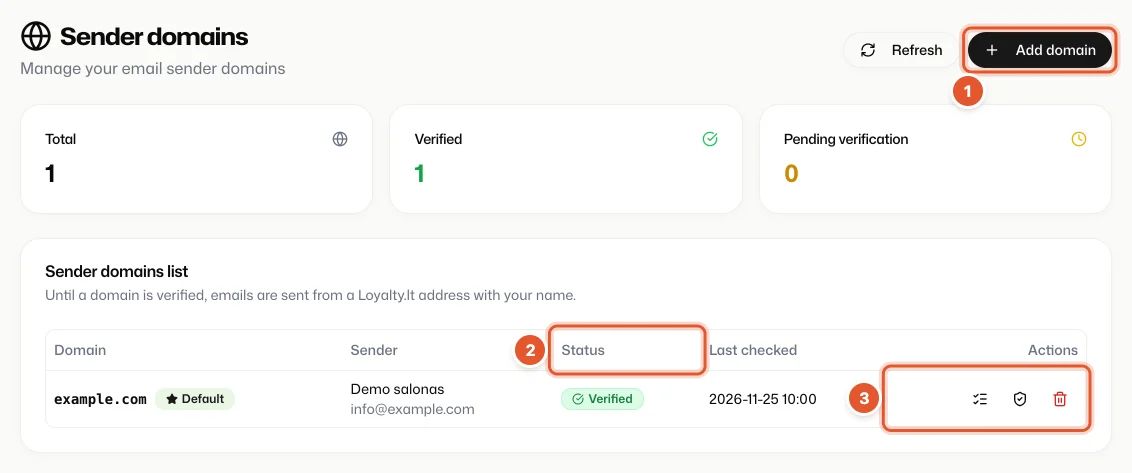 Sender domains
Manage your email sender domains
Refresh
Add domain
1
Total
1
Verified
1
Pending verification
0
Sender domains list
Until a domain is verified, emails are sent from a Loyalty.lt address with your name.
Domain Sender 2 Status Last checked Actions
example.com Default Demo salonas info@example.com Verified 2026-11-25 10:00 3